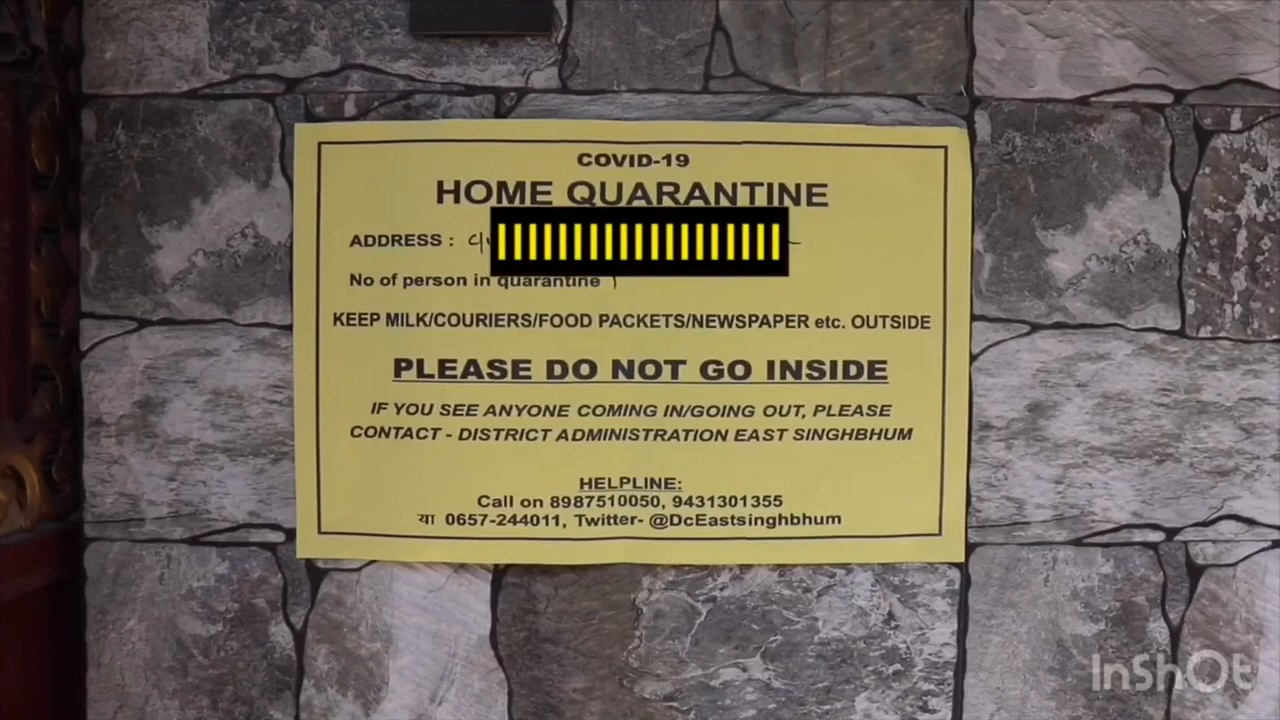 COVID-19
HOME QUARANTINE
ADDRESS :
No of person in quarantine
KEEP MILK/COURIERS/FOOD PACKETS/NEWSPAPER etc. OUTSIDE
PLEASE DO NOT GO INSIDE
IF YOU SEE ANYONE COMING IN/GOING OUT, PLEASE
CONTACT - DISTRICT ADMINISTRATION EAST SINGHBHUM
HELPLINE:
Call on 8987510050, 9431301355
या 0657-244011, Twitter- @DcEastsinghbhum
InShOt